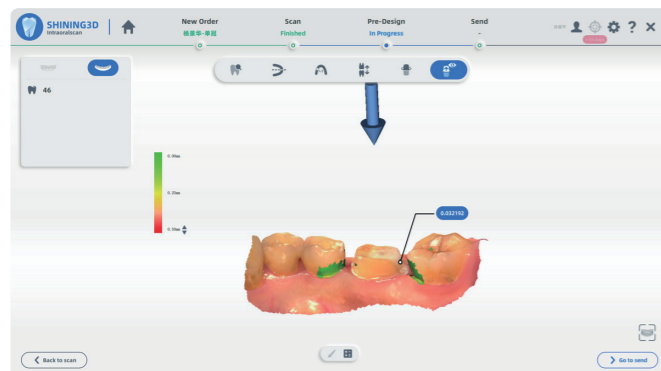 SHINING3D
Intraoralscan
New Order
Scan
Finished
Pre-Design
In Progress
Send
-
46
0.032192
Back to scan
Go to send